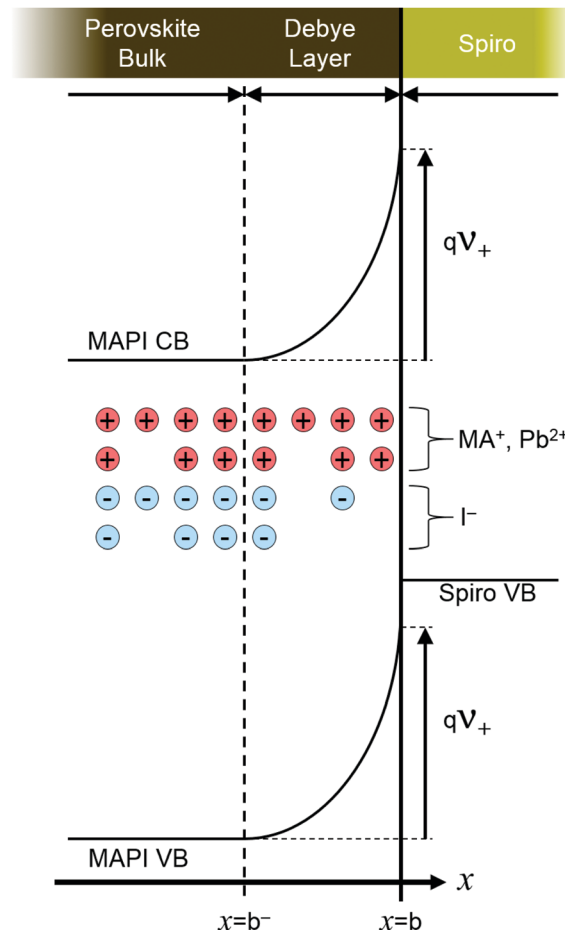 Perovskite
Bulk
Debye
Layer
Spiro
qν₊
MAPI CB
+ + + + + + + +
+ + + + + + +
MA⁺, Pb²⁺
- - - - - -
- - - - -
I⁻
Spiro VB
qν₊
MAPI VB
x
x=b⁻
x=b